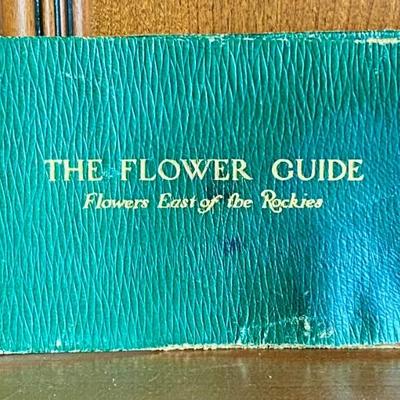 THE FLOWER GUIDE
Flowers East of the Rockies